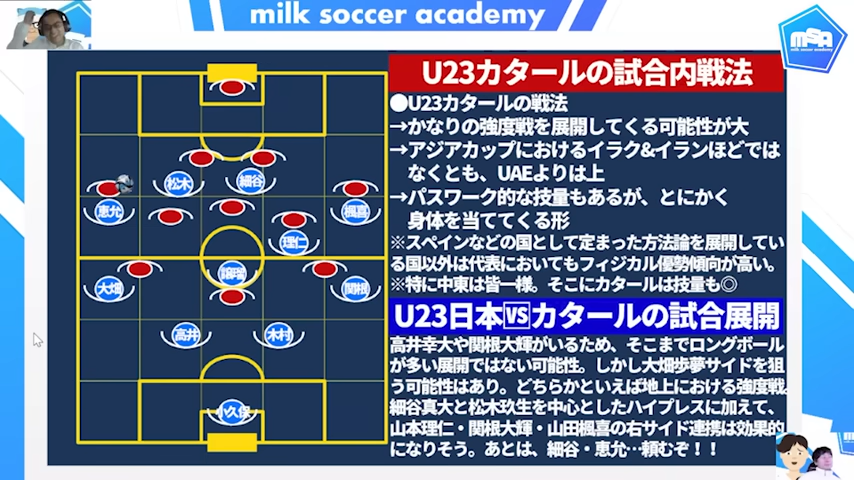 milk soccer academy
MSA
milk soccer academy
U23カタールの試合内戦法
●U23カタールの戦法
→かなりの強度戦を展開してくる可能性が大
→アジアカップにおけるイラク&イランほどでは
なくとも、UAEよりは上
→パスワーク的な技量もあるが、とにかく
身体を当ててくる形
※スペインなどの国として定まった方法論を展開してい
る国以外は代表においてもフィジカル優勢傾向が高い。
※特に中東は皆一様。そこにカタールは技量も◎
U23日本VSカタールの試合展開
高井幸大や関根大輝がいるため、そこまでロングボール
が多い展開ではない可能性。しかし大畑歩夢サイドを狙
う可能性はあり。どちらかといえば地上における強度戦。
細谷真大と松木玖生を中心としたハイプレスに加えて、
山本理仁・関根大輝・山田楓喜の右サイド連携は効果的
になりそう。あとは、細谷・恵允…頼むぞ！！
松木
細谷
恵允
楓喜
理仁
譲瑠
大畑
関根
高井
木村
小久保